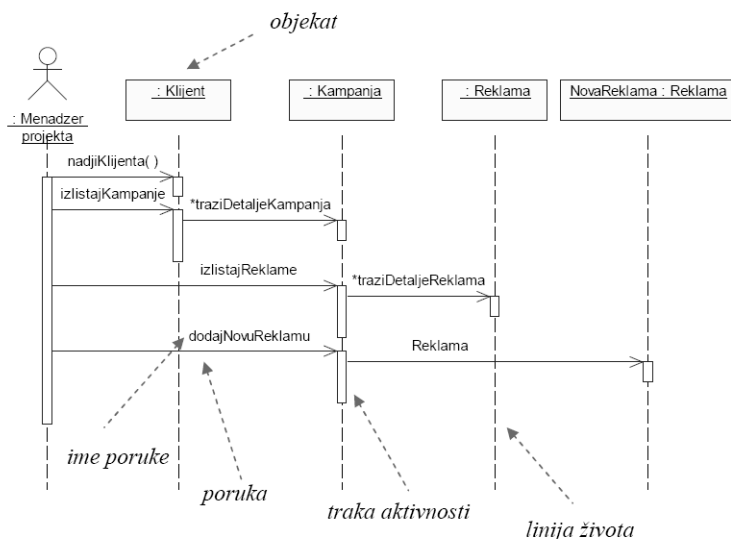 objekat
: Klijent
: Kampanja
: Reklama
NovaReklama : Reklama
: Menadzer
projekta
nadjiKlijenta( )
izlistajKampanje
*traziDetaljeKampanja
izlistajReklame
*traziDetaljeReklama
dodajNovuReklamu
Reklama
ime poruke
poruka
traka aktivnosti
linija života